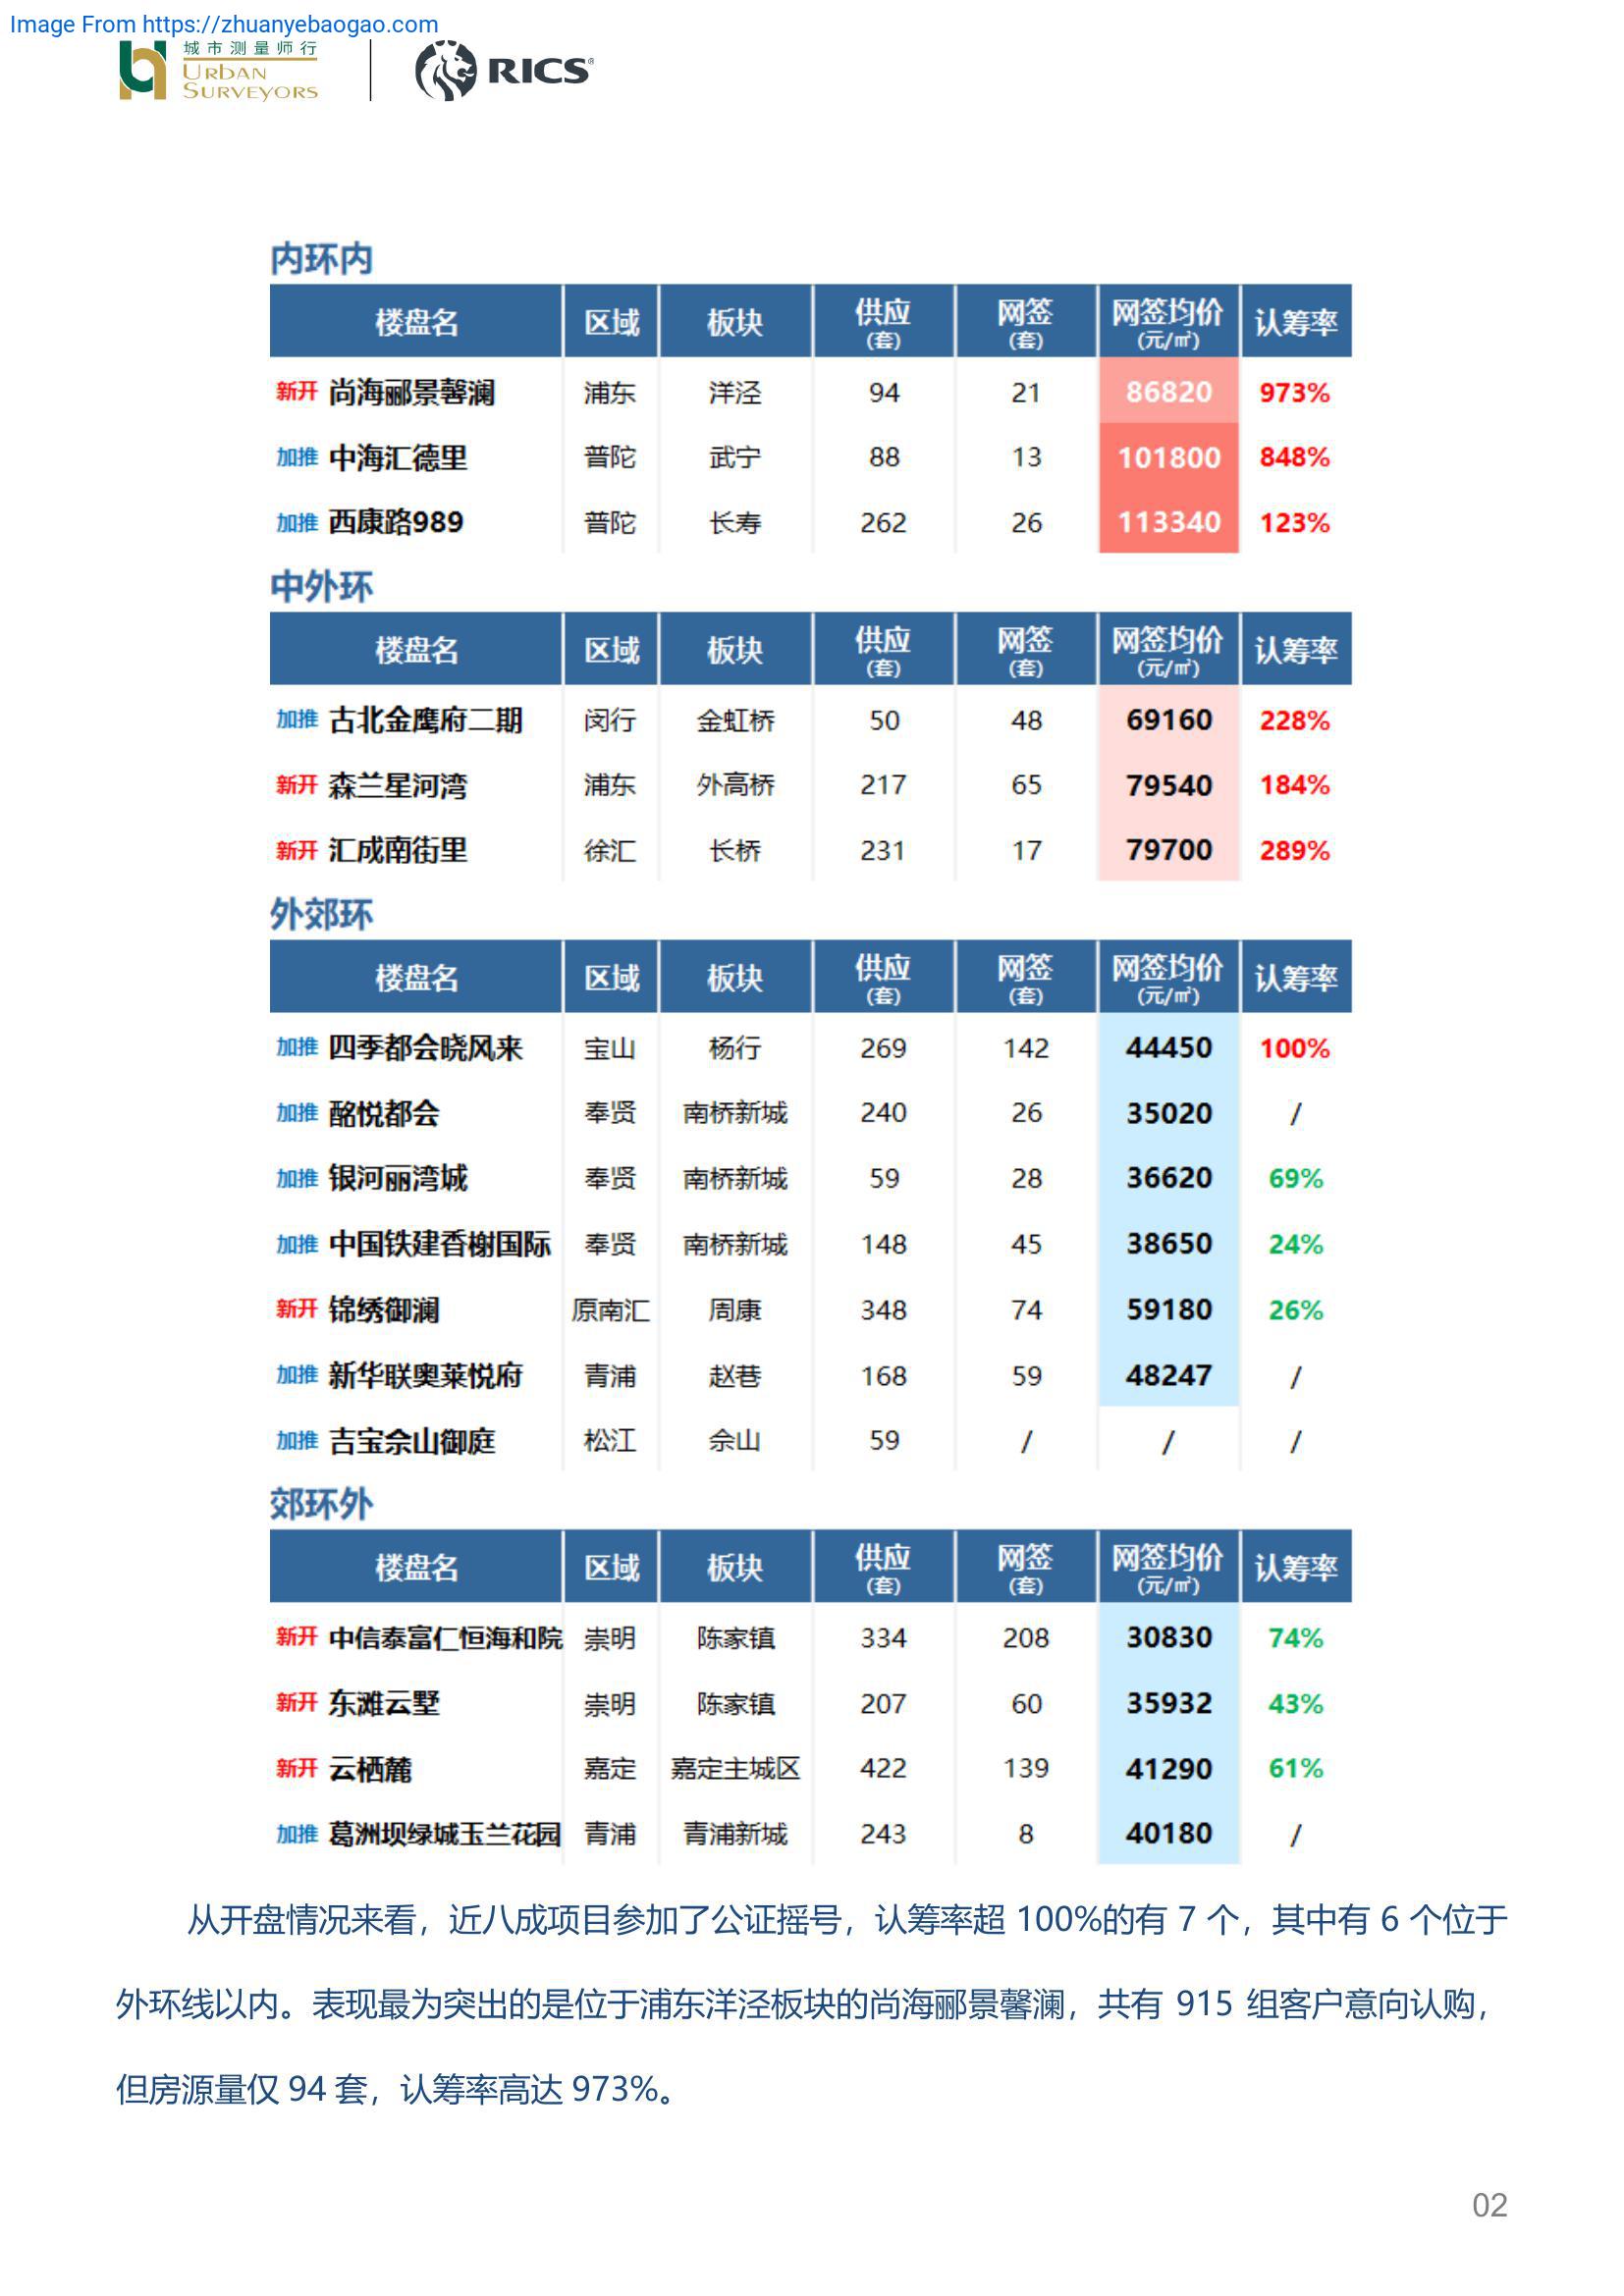 Image From https://zhuanyebaogao.com
城市测量师行
URBAN
SURVEYORS
RICS®
内环内
楼盘名 区域 板块 供应(套) 网签(套) 网签均价(元/㎡) 认筹率
新开 尚海郦景馨澜 浦东 洋泾 94 21 86820 973%
加推 中海汇德里 普陀 武宁 88 13 101800 848%
加推 西康路989 普陀 长寿 262 26 113340 123%
中外环
楼盘名 区域 板块 供应(套) 网签(套) 网签均价(元/㎡) 认筹率
加推 古北金鹰府二期 闵行 金虹桥 50 48 69160 228%
新开 森兰星河湾 浦东 外高桥 217 65 79540 184%
新开 汇成南街里 徐汇 长桥 231 17 79700 289%
外郊环
楼盘名 区域 板块 供应(套) 网签(套) 网签均价(元/㎡) 认筹率
加推 四季都会晓风来 宝山 杨行 269 142 44450 100%
加推 酩悦都会 奉贤 南桥新城 240 26 35020 /
加推 银河丽湾城 奉贤 南桥新城 59 28 36620 69%
加推 中国铁建香榭国际 奉贤 南桥新城 148 45 38650 24%
新开 锦绣御澜 原南汇 周康 348 74 59180 26%
加推 新华联奥莱悦府 青浦 赵巷 168 59 48247 /
加推 吉宝佘山御庭 松江 佘山 59 / / /
郊环外
楼盘名 区域 板块 供应(套) 网签(套) 网签均价(元/㎡) 认筹率
新开 中信泰富仁恒海和院 崇明 陈家镇 334 208 30830 74%
新开 东滩云墅 崇明 陈家镇 207 60 35932 43%
新开 云栖麓 嘉定 嘉定主城区 422 139 41290 61%
加推 葛洲坝绿城玉兰花园 青浦 青浦新城 243 8 40180 /
从开盘情况来看，近八成项目参加了公证摇号，认筹率超 100%的有 7 个，其中有 6 个位于
外环线以内。表现最为突出的是位于浦东洋泾板块的尚海郦景馨澜，共有 915 组客户意向认购，
但房源量仅 94 套，认筹率高达 973%。
02